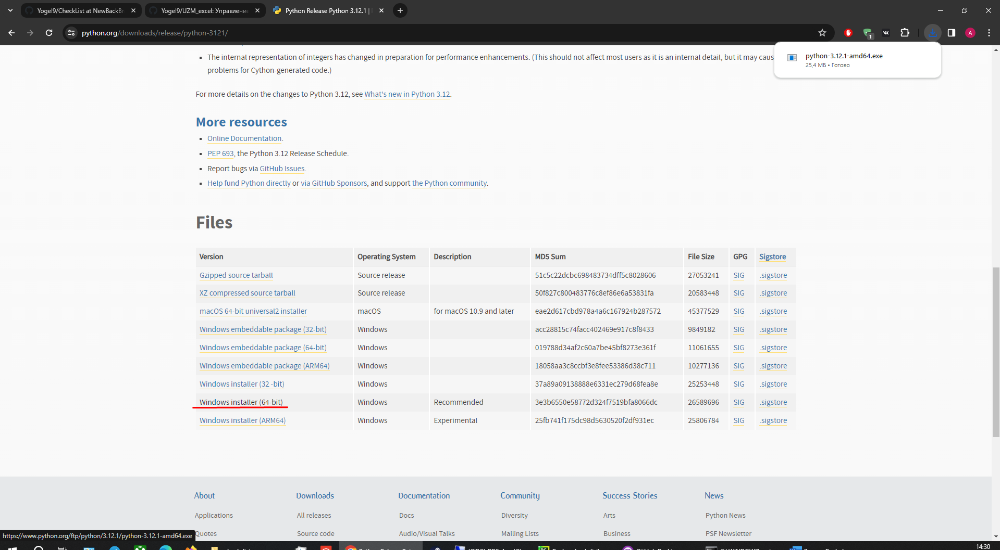 Yogel9/CheckList at NewBackBr
Yogel9/UZM_excel: Управление
Python Release Python 3.12.1 |
python.org/downloads/release/python-3121/
1
A
python-3.12.1-amd64.exe
25,4 МБ • Готово
The internal representation of integers has changed in preparation for performance enhancements. (This should not affect most users as it is an internal detail, but it may caus
problems for Cython-generated code.)
For more details on the changes to Python 3.12, see What's new in Python 3.12.
More resources
Online Documentation.
PEP 693, the Python 3.12 Release Schedule.
Report bugs via GitHub Issues.
Help fund Python directly or via GitHub Sponsors, and support the Python community.
Files
Version Operating System Description MD5 Sum File Size GPG Sigstore
Gzipped source tarball Source release 51c5c22dcbc698483734dff5c8028606 27053241 SIG .sigstore
XZ compressed source tarball Source release 50f827c800483776c8ef86e6a53831fa 20583448 SIG .sigstore
macOS 64-bit universal2 installer macOS for macOS 10.9 and later eae2d617cbd978a4a6c167924b287572 45377529 SIG .sigstore
Windows embeddable package (32-bit) Windows acc28815c74facc402469e917c8f8433 9849182 SIG .sigstore
Windows embeddable package (64-bit) Windows 019788d34af2c60a7be45bf8273e361f 11061655 SIG .sigstore
Windows embeddable package (ARM64) Windows 18058aa3c8ccbf3e8fee53386d38c711 10277136 SIG .sigstore
Windows installer (32 -bit) Windows 37a89a09138888e6331ec279d68fea8e 25253448 SIG .sigstore
Windows installer (64-bit) Windows Recommended 3e3b6550e58772d324f7519bfa8066dc 26589696 SIG .sigstore
Windows installer (ARM64) Windows Experimental 25fb741f175dc98d5630520f2df931ec 25806784 SIG .sigstore
About Downloads Documentation Community Success Stories News
Applications All releases Docs Diversity Arts Python News
Quotes Source code Audio/Visual Talks Mailing Lists Business PSF Newsletter
https://www.python.org/ftp/python/3.12.1/python-3.12.1-amd64.exe
14:30